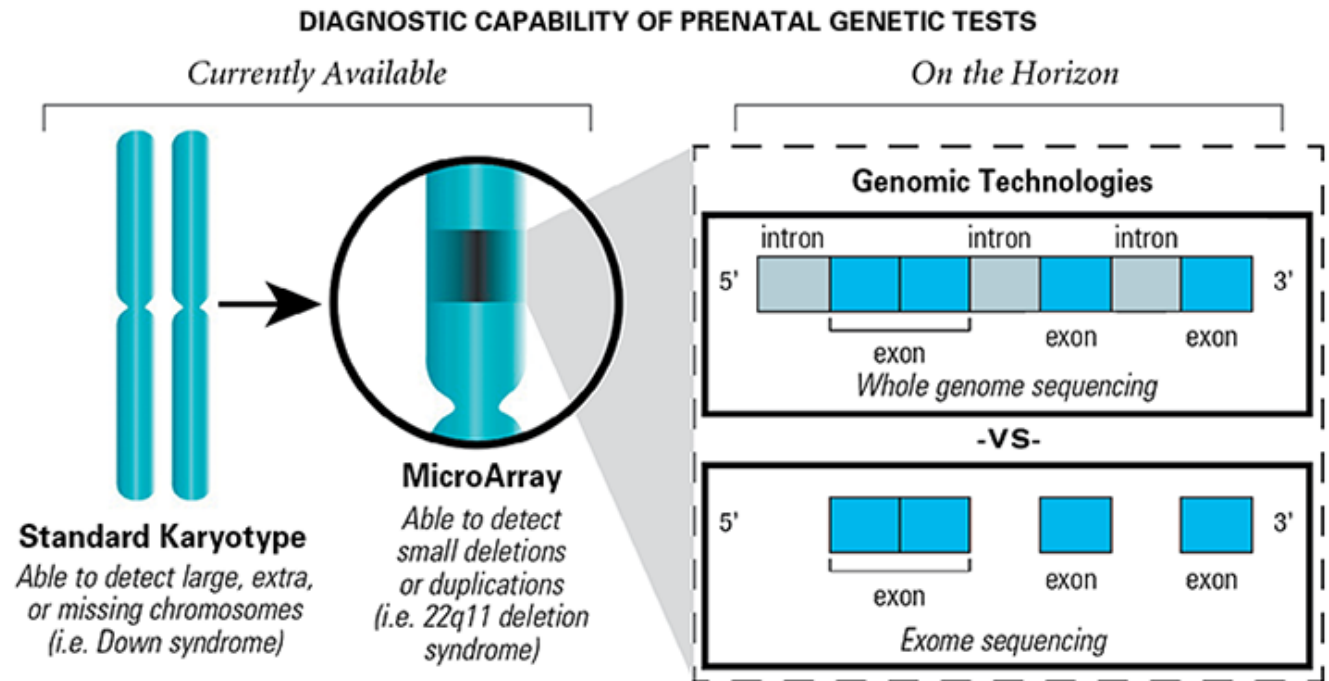 DIAGNOSTIC CAPABILITY OF PRENATAL GENETIC TESTS
Currently Available
On the Horizon
Standard Karyotype
Able to detect large, extra,
or missing chromosomes
(i.e. Down syndrome)
MicroArray
Able to detect
small deletions
or duplications
(i.e. 22q11 deletion
syndrome)
Genomic Technologies
intron intron intron
5' 3'
exon exon exon
Whole genome sequencing
-VS-
5' 3'
exon exon exon
Exome sequencing